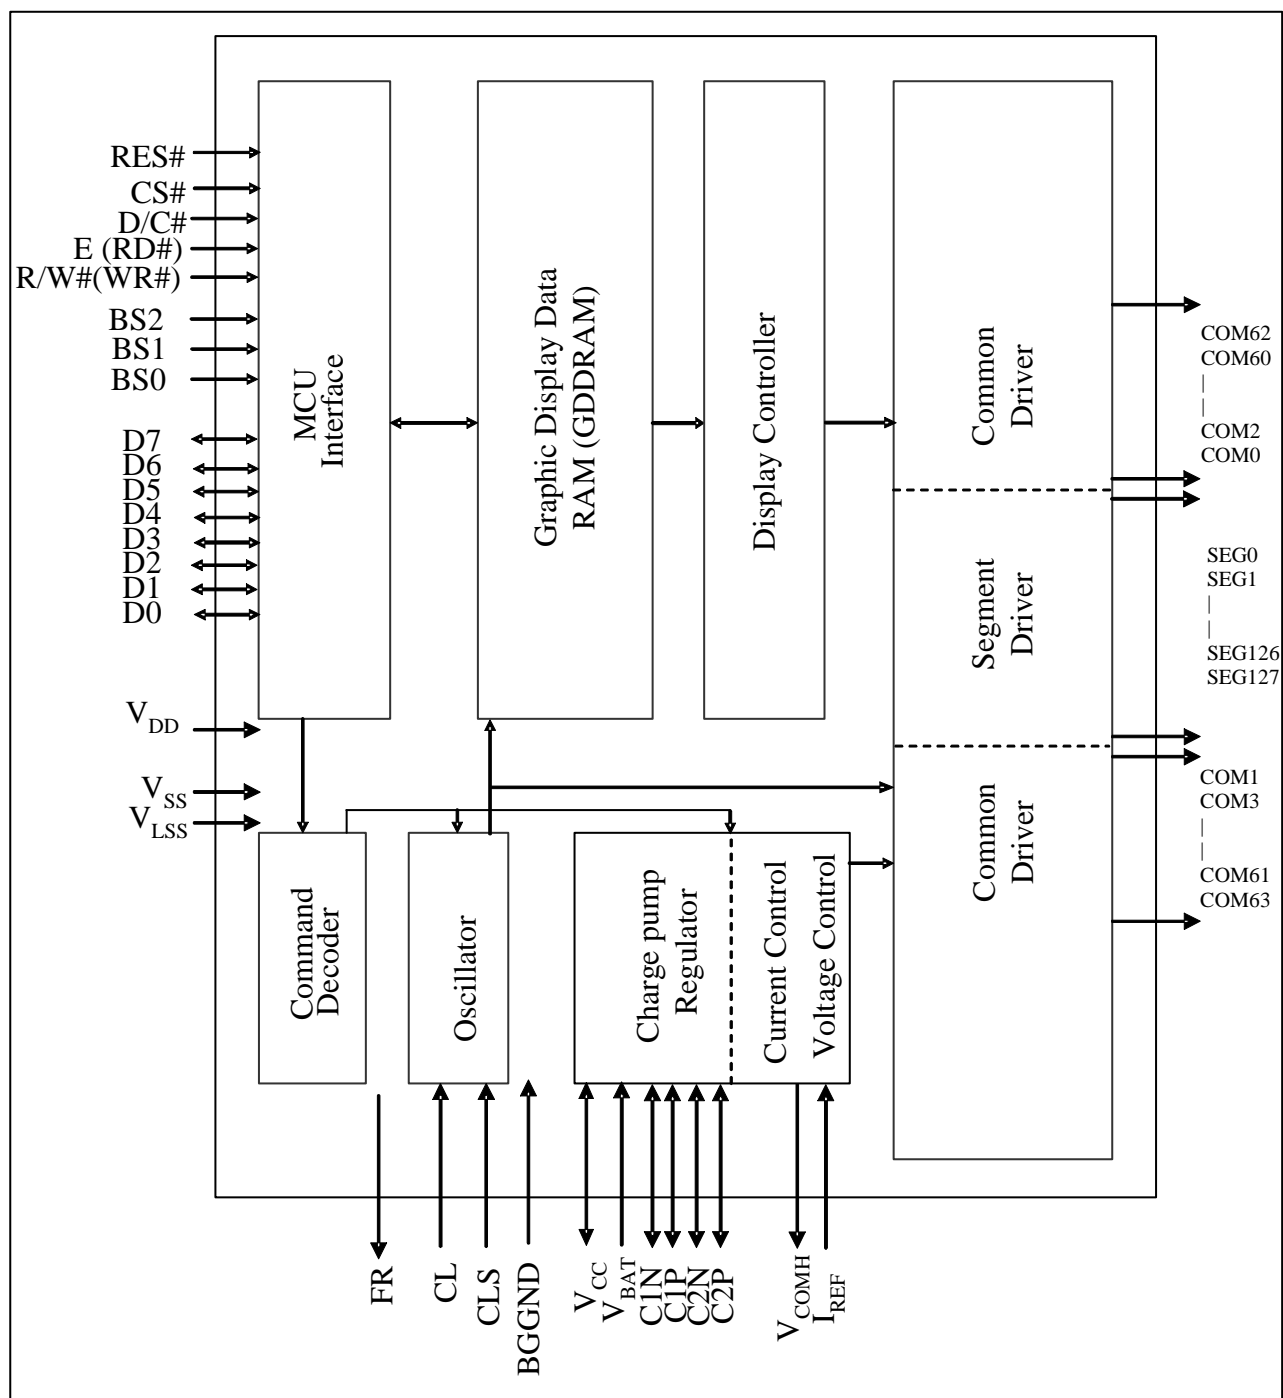 RES#
CS#
D/C#
E (RD#)
R/W#(WR#)
BS2
BS1
BS0
D7
D6
D5
D4
D3
D2
D1
D0
VDD
VSS
VLSS
MCU
Interface
Graphic Display Data
RAM (GDDRAM)
Display Controller
Common
Driver
Segment
Driver
Common
Driver
COM62
COM60
|
|
COM2
COM0
SEG0
SEG1
|
|
SEG126
SEG127
COM1
COM3
|
|
COM61
COM63
Command
Decoder
Oscillator
Charge pump
Regulator
Current Control
Voltage Control
FR
CL
CLS
BGGND
VCC
VBAT
C1N
C1P
C2N
C2P
VCOMH
IREF